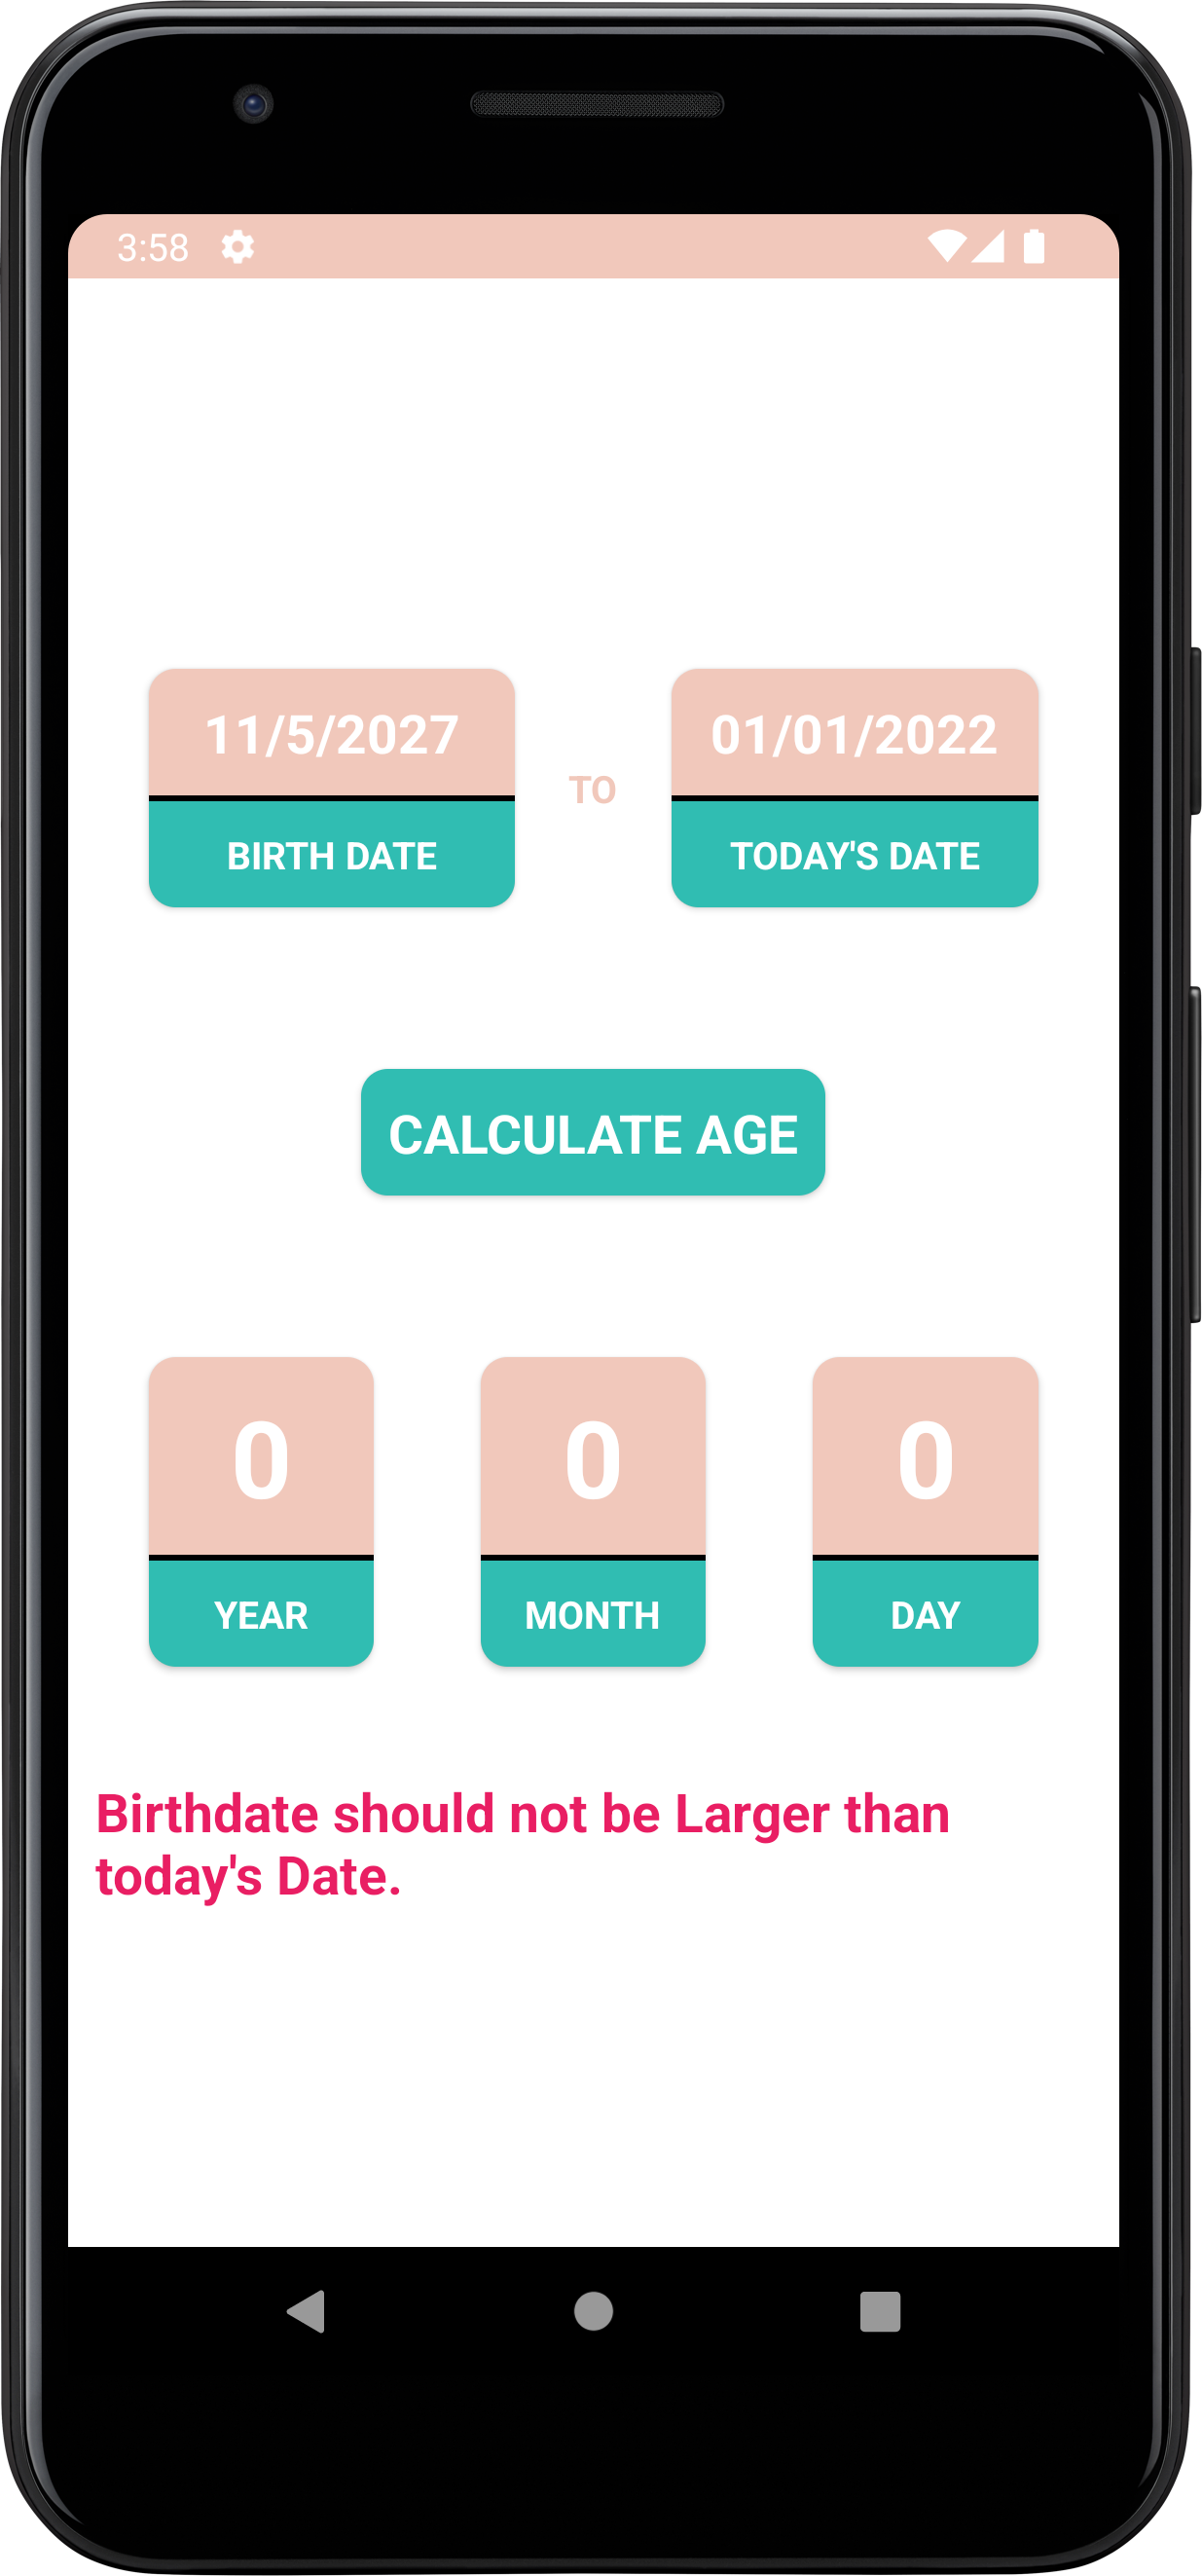 3:58
11/5/2027
01/01/2022
TO
BIRTH DATE
TODAY'S DATE
CALCULATE AGE
0
0
0
YEAR
MONTH
DAY
Birthdate should not be Larger than
today's Date.